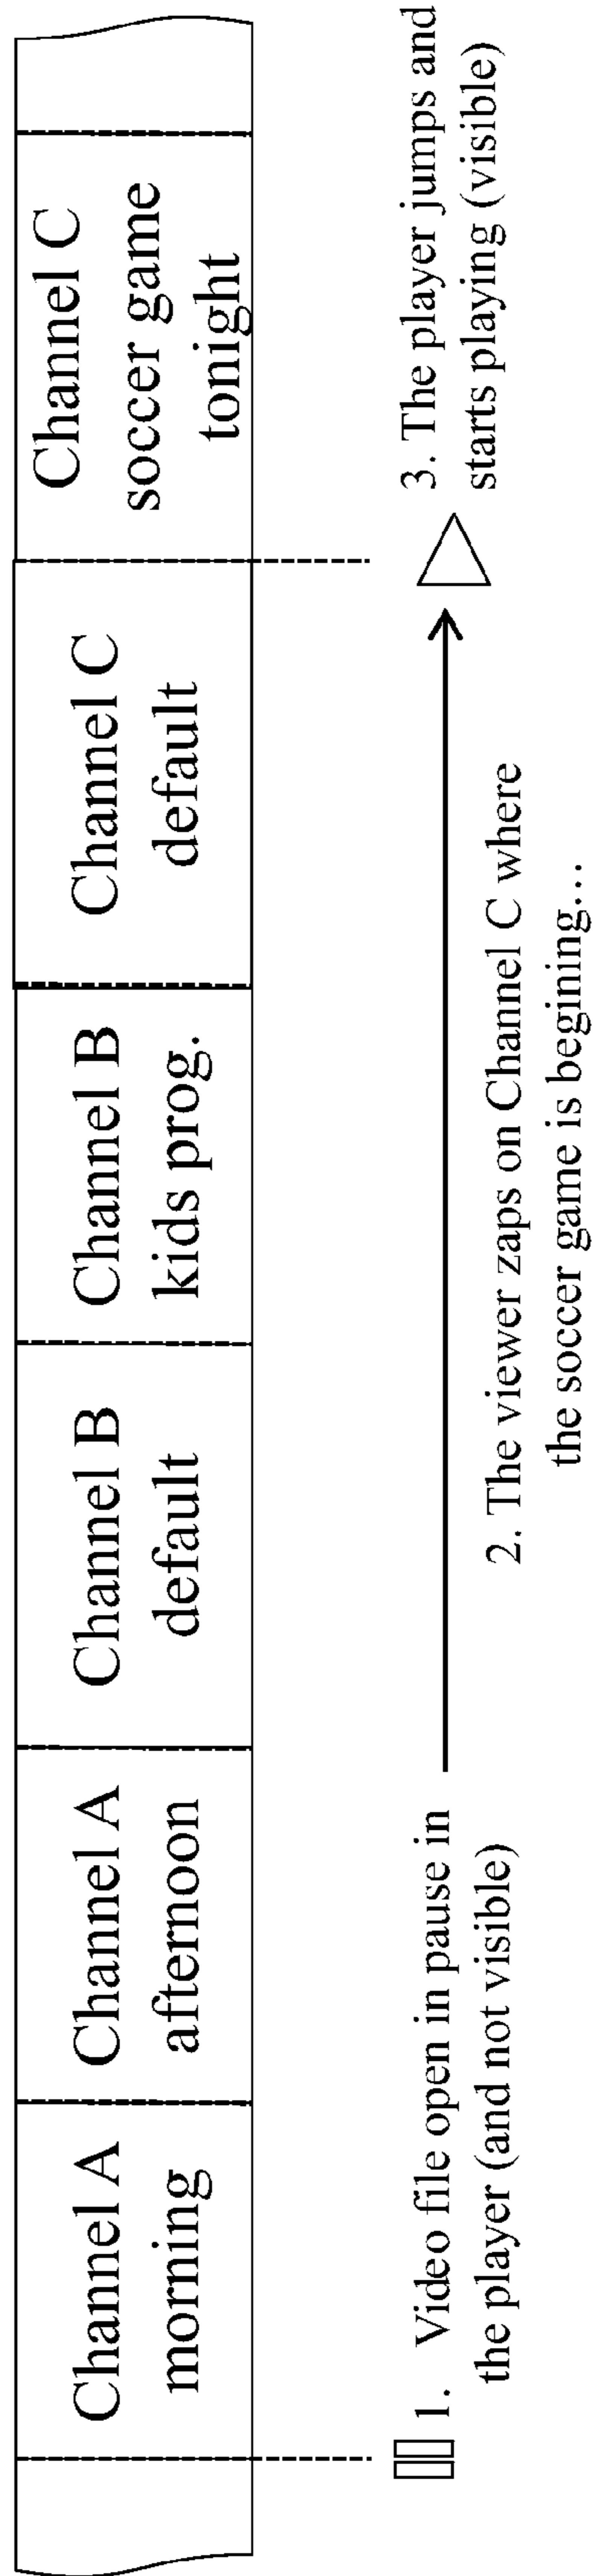 Channel A
morning
Channel A
afternoon
Channel B
default
Channel B
kids prog.
Channel C
default
Channel C
soccer game
tonight
1. Video file open in pause in
the player (and not visible)
2. The viewer zaps on Channel C where
the soccer game is begining…
3. The player jumps and
starts playing (visible)